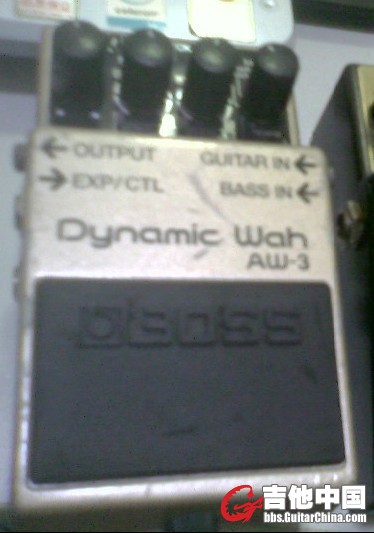 ← OUTPUT GUITAR IN ←
→ EXP/CTL BASS IN ←
Dynamic Wah
AW-3
BOSS
吉他中国
bbs.GuitarChina.com